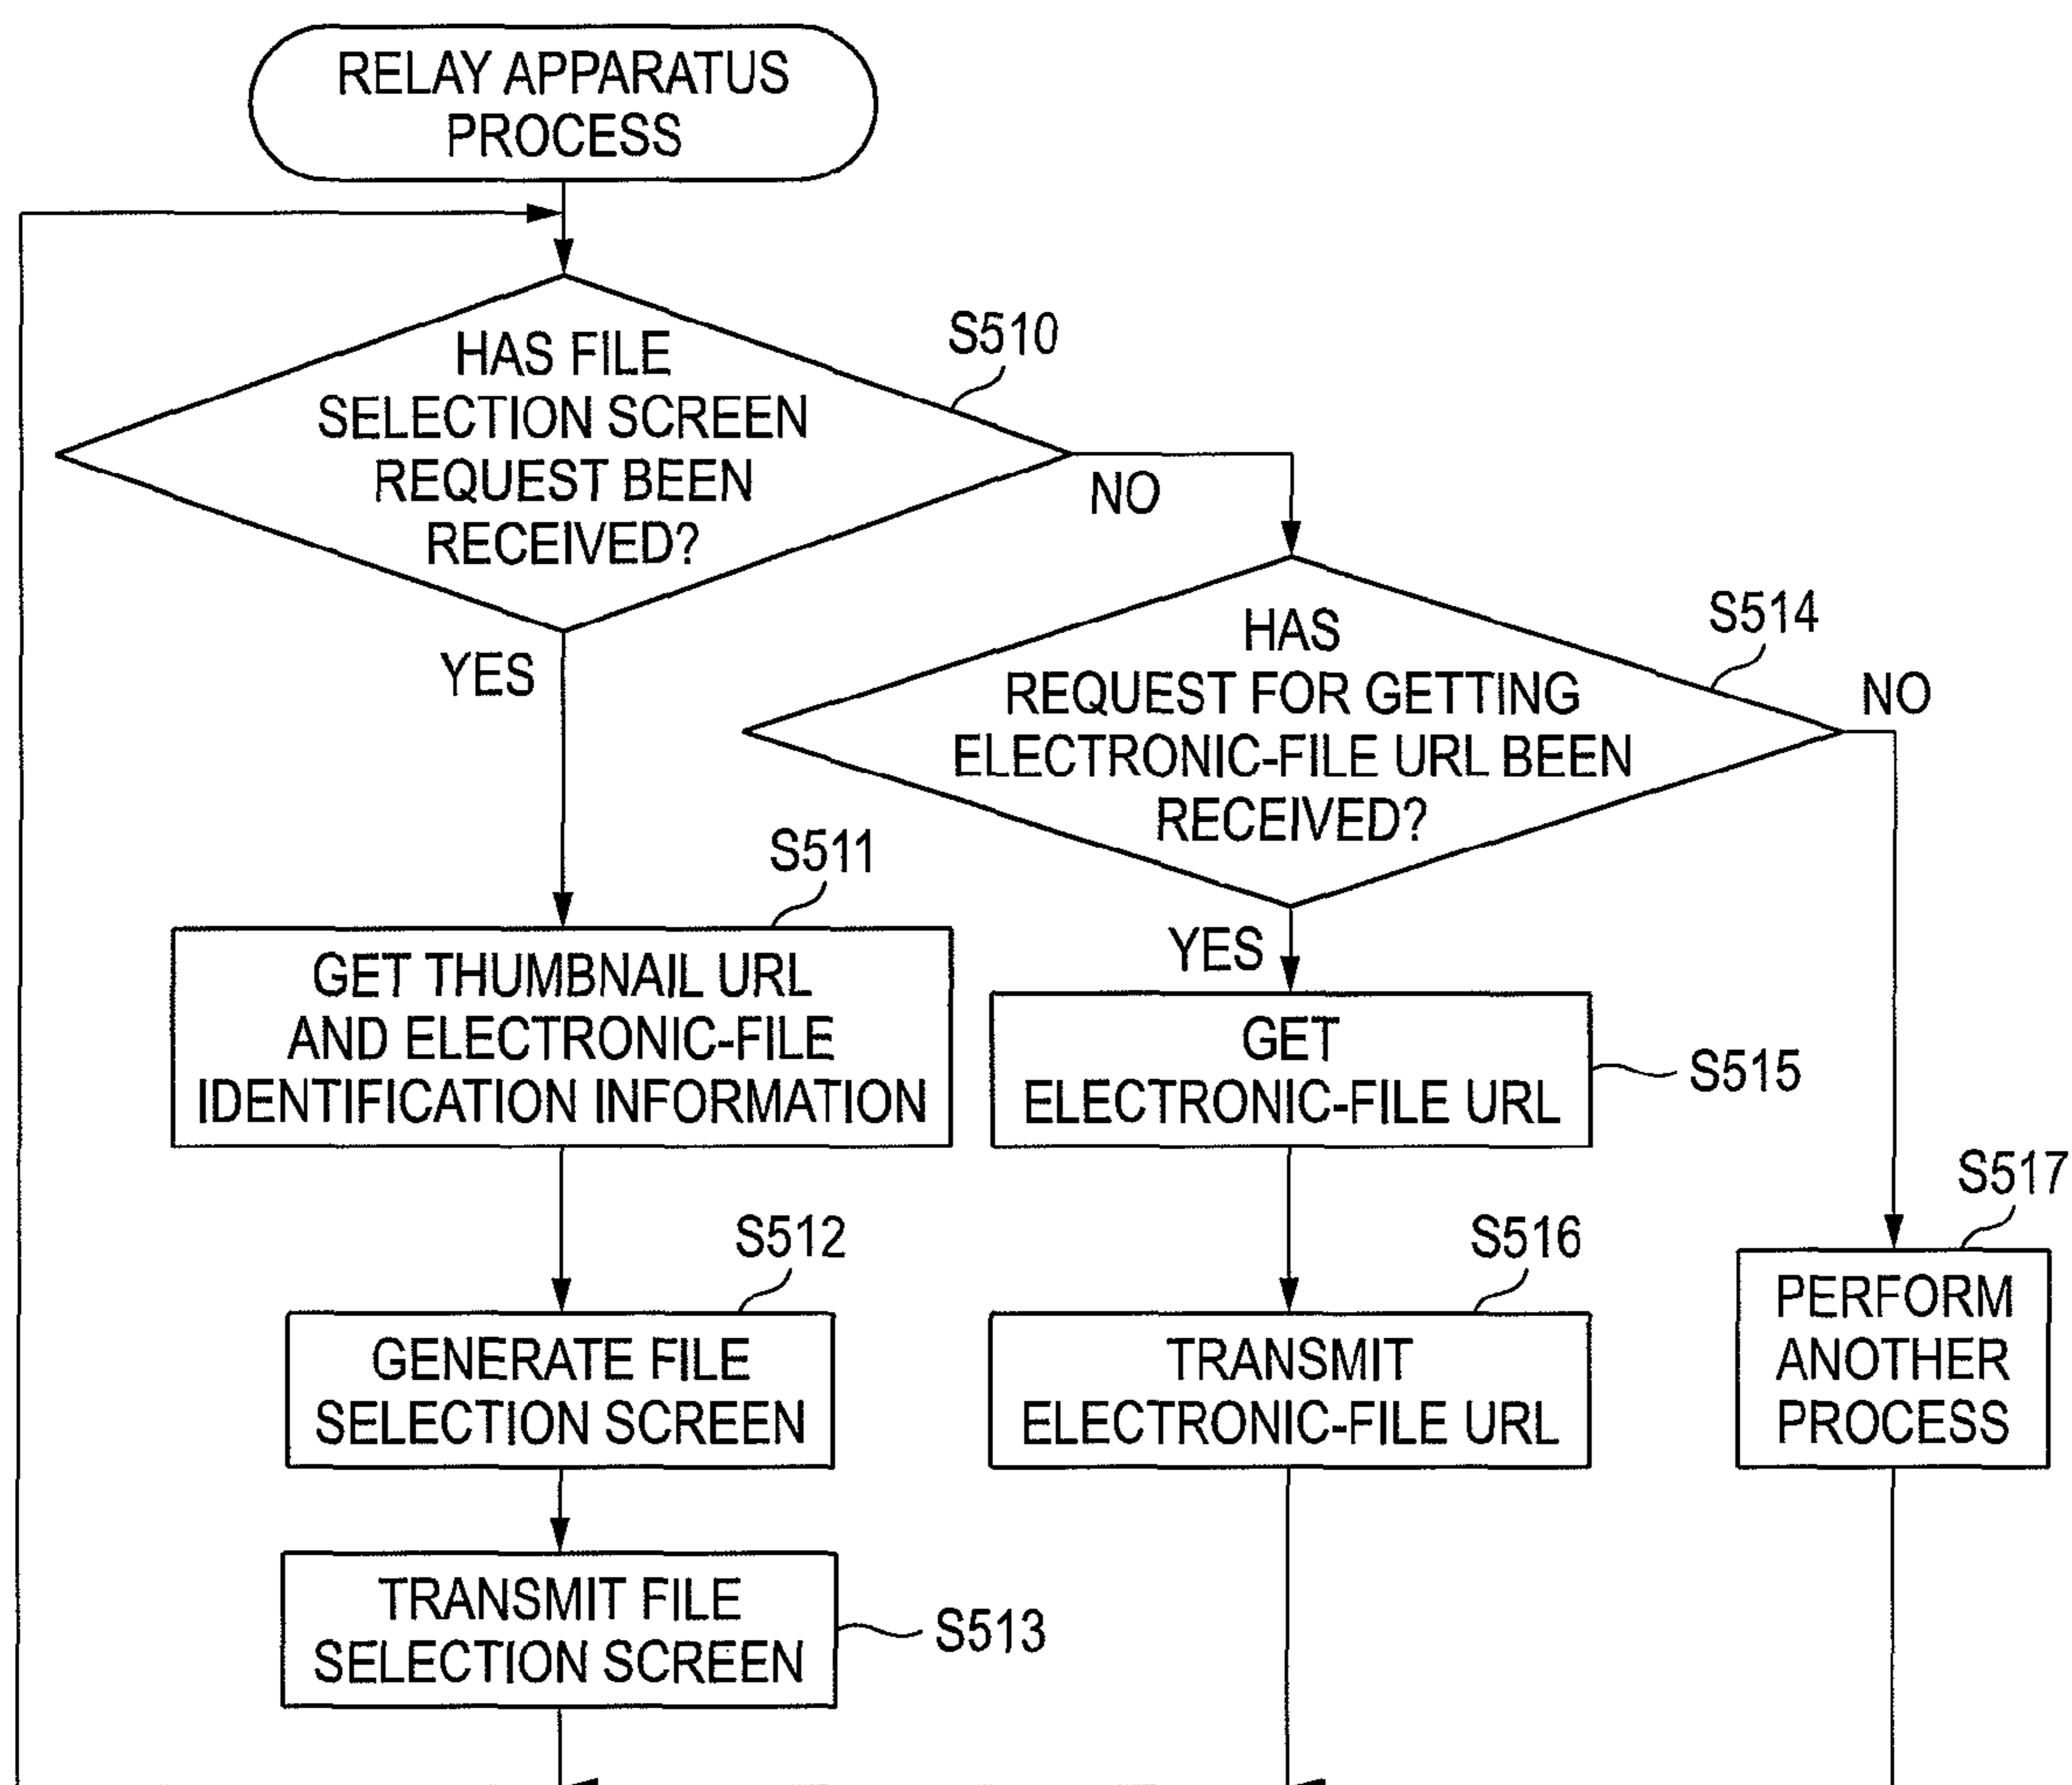 RELAY APPARATUS
PROCESS
HAS FILE
SELECTION SCREEN
REQUEST BEEN
RECEIVED?
S510
NO
YES
HAS
REQUEST FOR GETTING
ELECTRONIC-FILE URL BEEN
RECEIVED?
S514
NO
YES
S511
GET THUMBNAIL URL
AND ELECTRONIC-FILE
IDENTIFICATION INFORMATION
GET
ELECTRONIC-FILE URL
S515
S512
GENERATE FILE
SELECTION SCREEN
S516
TRANSMIT
ELECTRONIC-FILE URL
S517
PERFORM
ANOTHER
PROCESS
TRANSMIT FILE
SELECTION SCREEN
S513